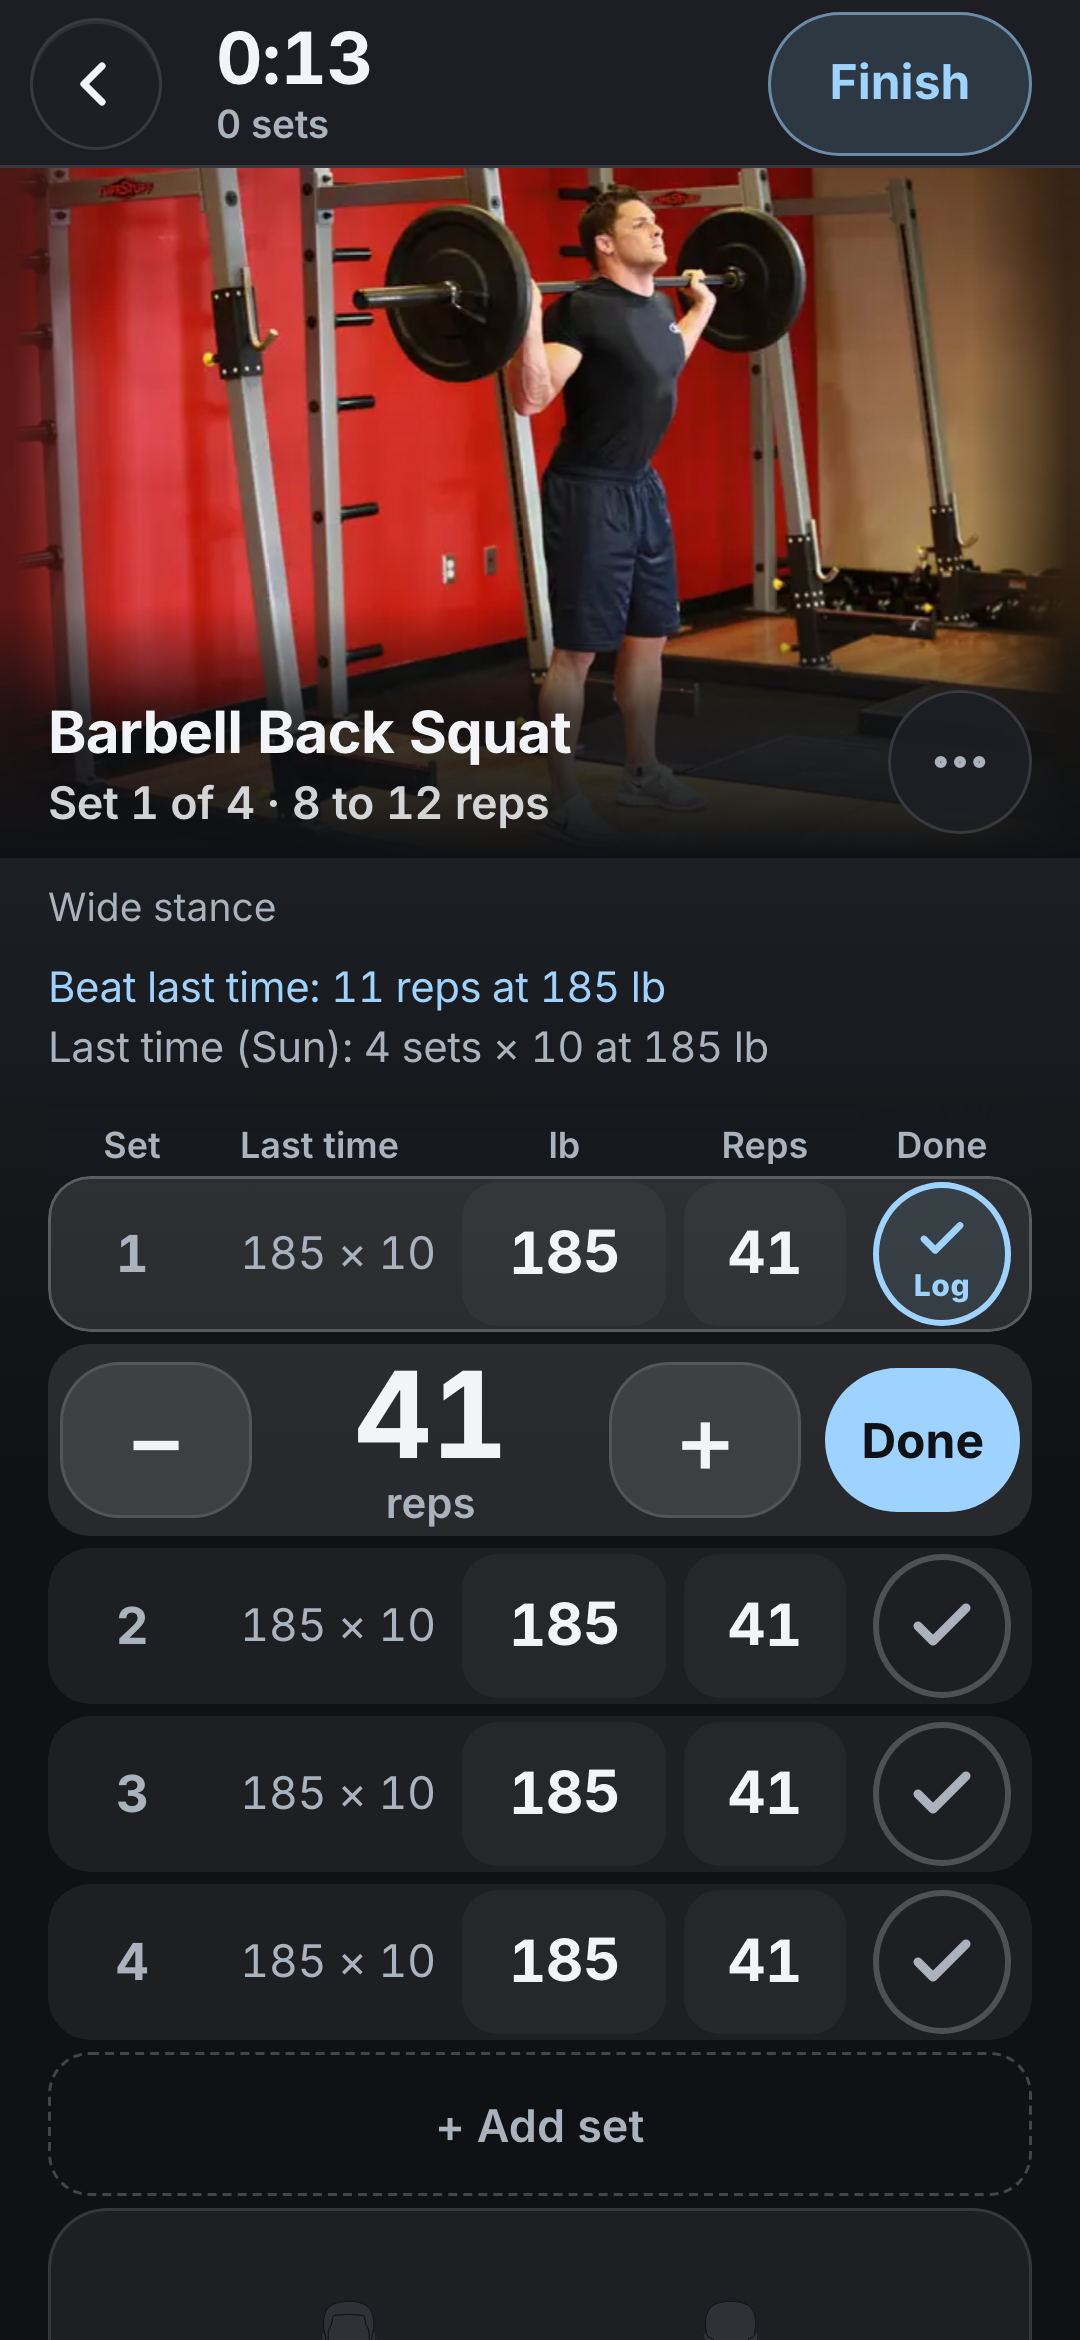 0:13
0 sets
Finish
Barbell Back Squat
Set 1 of 4 · 8 to 12 reps
Wide stance
Beat last time: 11 reps at 185 lb
Last time (Sun): 4 sets × 10 at 185 lb
Set Last time lb Reps Done
1 185 × 10 185 41 Log
41
reps
− + Done
2 185 × 10 185 41
3 185 × 10 185 41
4 185 × 10 185 41
+ Add set